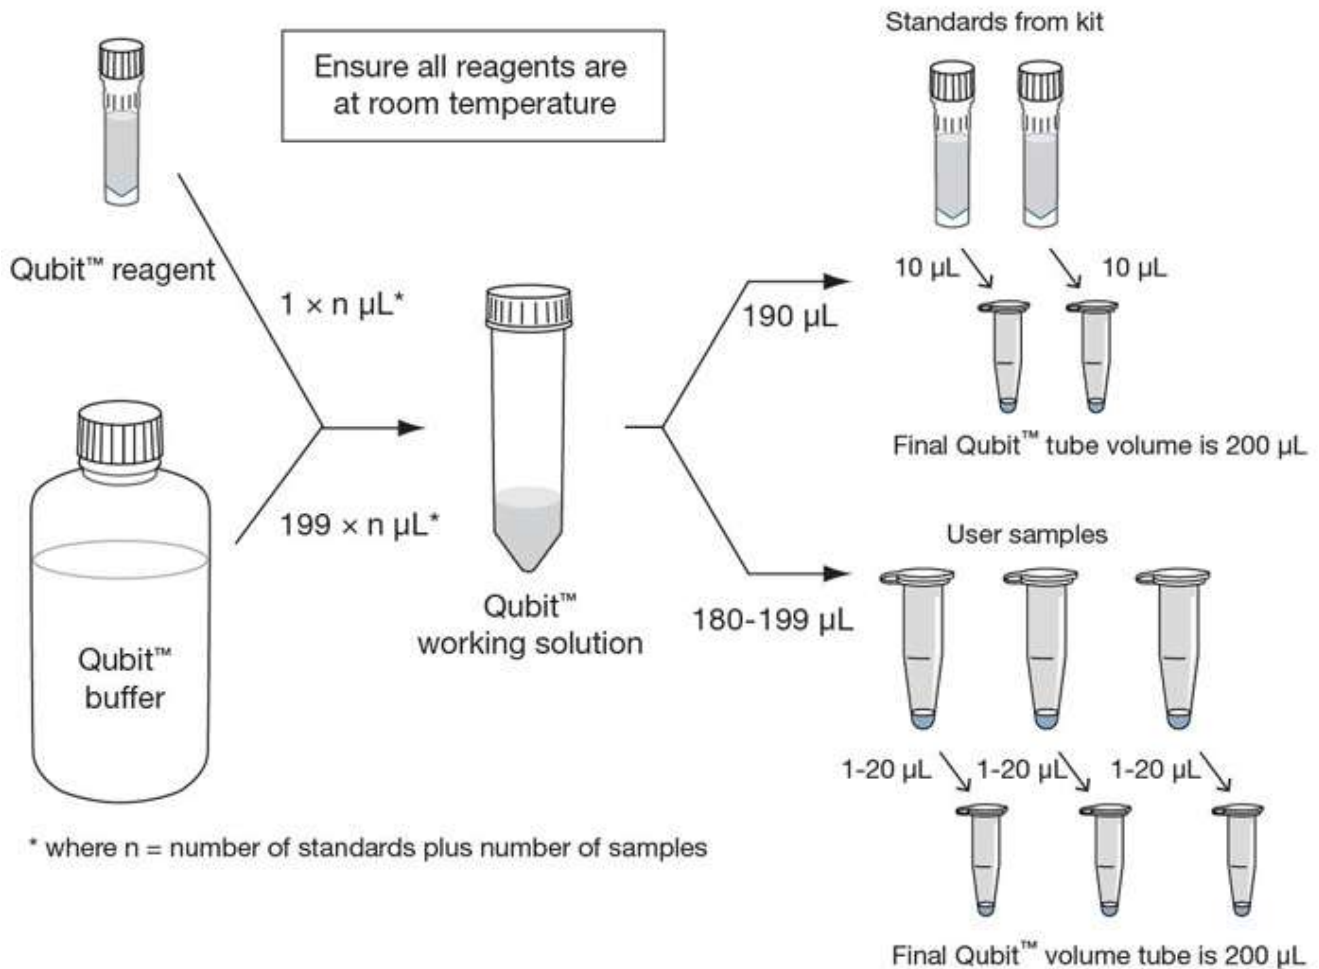 Standards from kit
Ensure all reagents are
at room temperature
Qubit™ reagent
1 × n µL*
199 × n µL*
Qubit™
buffer
Qubit™
working solution
190 µL
10 µL
10 µL
Final Qubit™ tube volume is 200 µL
User samples
180-199 µL
1-20 µL
1-20 µL
1-20 µL
* where n = number of standards plus number of samples
Final Qubit™ volume tube is 200 µL